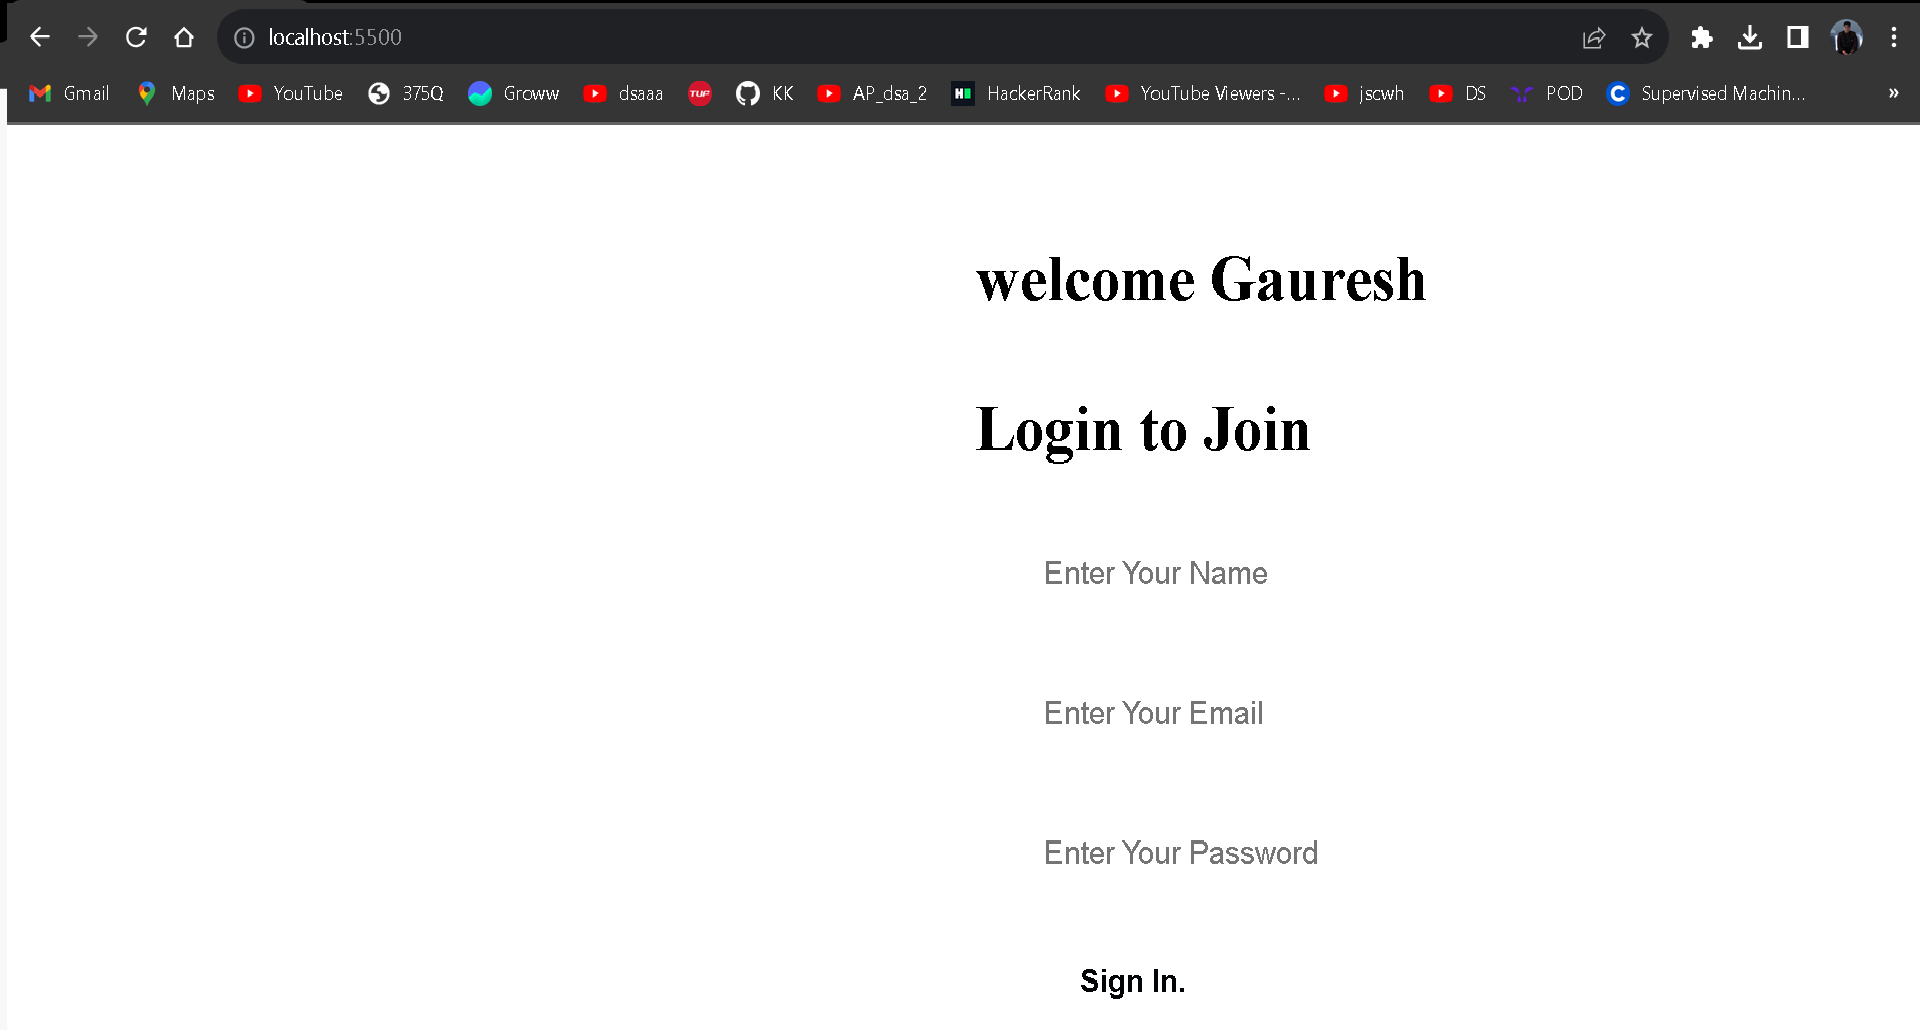 localhost:5500
Gmail Maps YouTube 375Q Groww dsaaa TUF KK AP_dsa_2 HackerRank YouTube Viewers -... jscwh DS POD Supervised Machin... »
welcome Gauresh
Login to Join
Enter Your Name
Enter Your Email
Enter Your Password
Sign In.